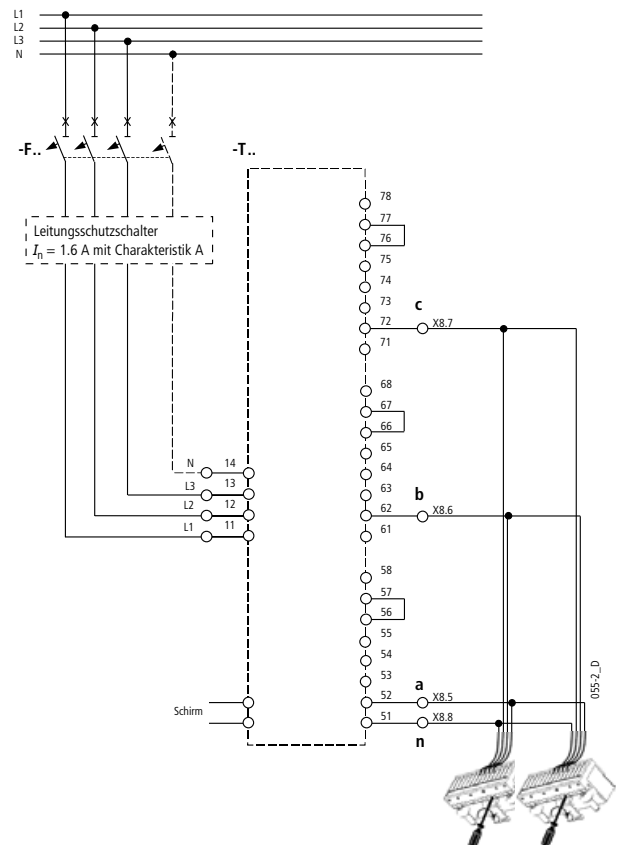 L1
L2
L3
N
-F..
-T..
Leitungsschutzschalter
In = 1.6 A mit Charakteristik A
78
77
76
75
74
73
c
72
X8.7
71
68
67
66
65
64
63
b
62
X8.6
61
N 14
L3 13
L2 12
L1 11
58
57
56
55
54
53
a
52
X8.5
51
X8.8
n
Schirm
055-2_D